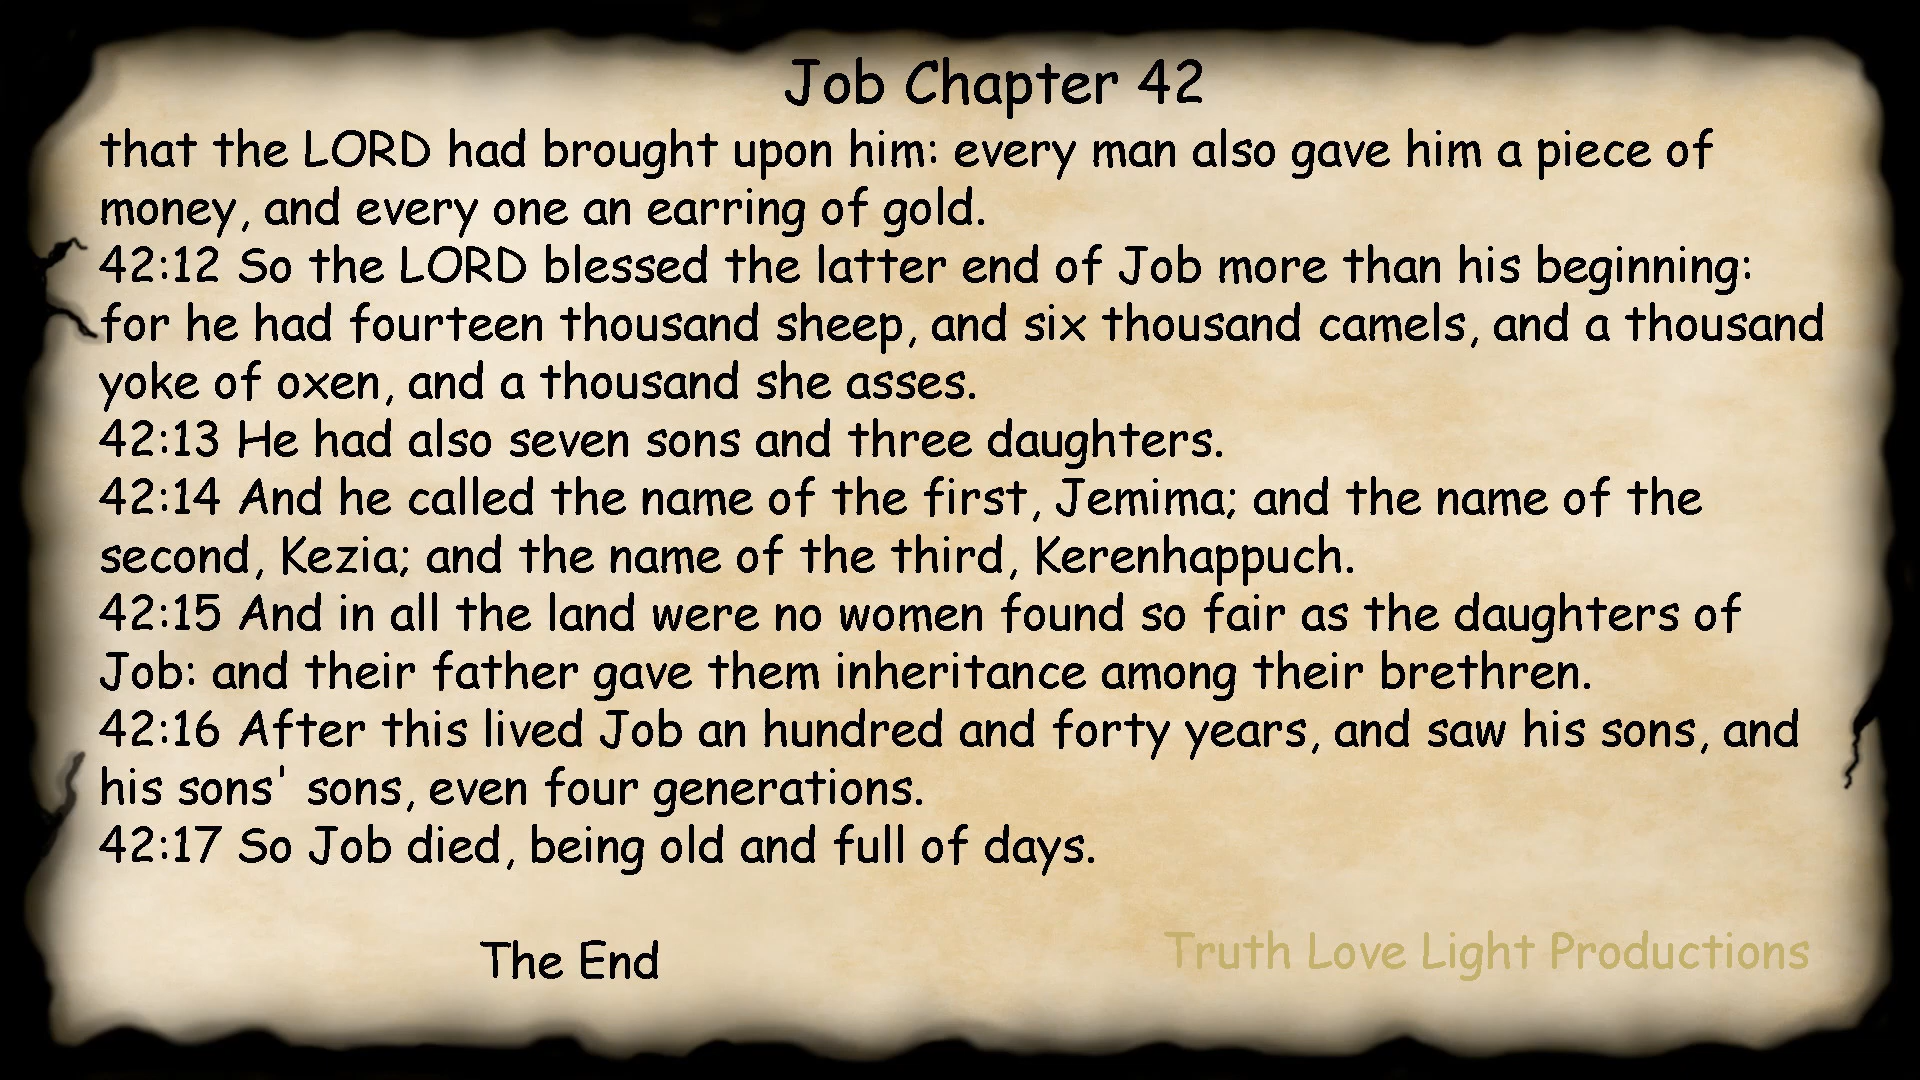 Job Chapter 42
that the LORD had brought upon him: every man also gave him a piece of
money, and every one an earring of gold.
42:12 So the LORD blessed the latter end of Job more than his beginning:
for he had fourteen thousand sheep, and six thousand camels, and a thousand
yoke of oxen, and a thousand she asses.
42:13 He had also seven sons and three daughters.
42:14 And he called the name of the first, Jemima; and the name of the
second, Kezia; and the name of the third, Kerenhappuch.
42:15 And in all the land were no women found so fair as the daughters of
Job: and their father gave them inheritance among their brethren.
42:16 After this lived Job an hundred and forty years, and saw his sons, and
his sons' sons, even four generations.
42:17 So Job died, being old and full of days.
The End
Truth Love Light Productions